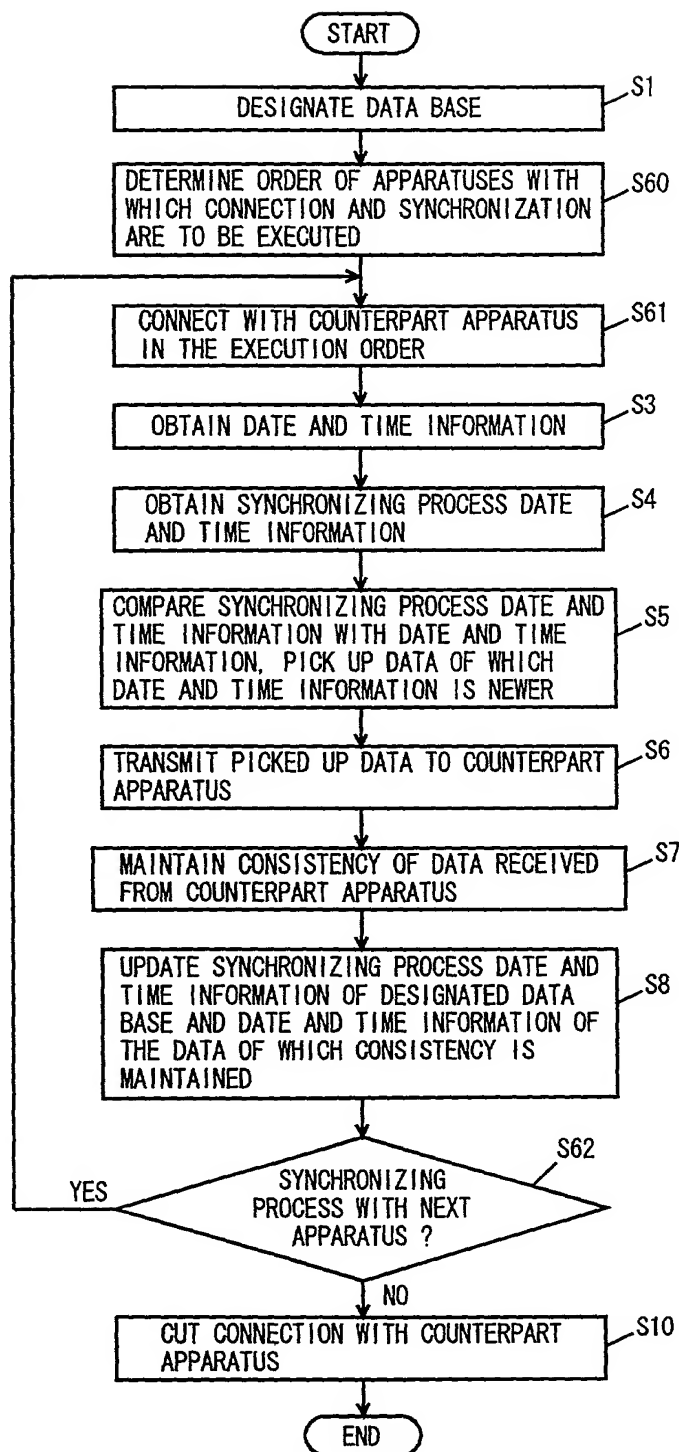 START
DESIGNATE DATA BASE
S1
DETERMINE ORDER OF APPARATUSES WITH
WHICH CONNECTION AND SYNCHRONIZATION
ARE TO BE EXECUTED
S60
CONNECT WITH COUNTERPART APPARATUS
IN THE EXECUTION ORDER
S61
OBTAIN DATE AND TIME INFORMATION
S3
OBTAIN SYNCHRONIZING PROCESS DATE
AND TIME INFORMATION
S4
COMPARE SYNCHRONIZING PROCESS DATE AND
TIME INFORMATION WITH DATE AND TIME
INFORMATION, PICK UP DATA OF WHICH
DATE AND TIME INFORMATION IS NEWER
S5
TRANSMIT PICKED UP DATA TO COUNTERPART
APPARATUS
S6
MAINTAIN CONSISTENCY OF DATA RECEIVED
FROM COUNTERPART APPARATUS
S7
UPDATE SYNCHRONIZING PROCESS DATE AND
TIME INFORMATION OF DESIGNATED DATA
BASE AND DATE AND TIME INFORMATION OF
THE DATA OF WHICH CONSISTENCY IS
MAINTAINED
S8
SYNCHRONIZING
PROCESS WITH NEXT
APPARATUS ?
S62
YES
NO
CUT CONNECTION WITH COUNTERPART
APPARATUS
S10
END